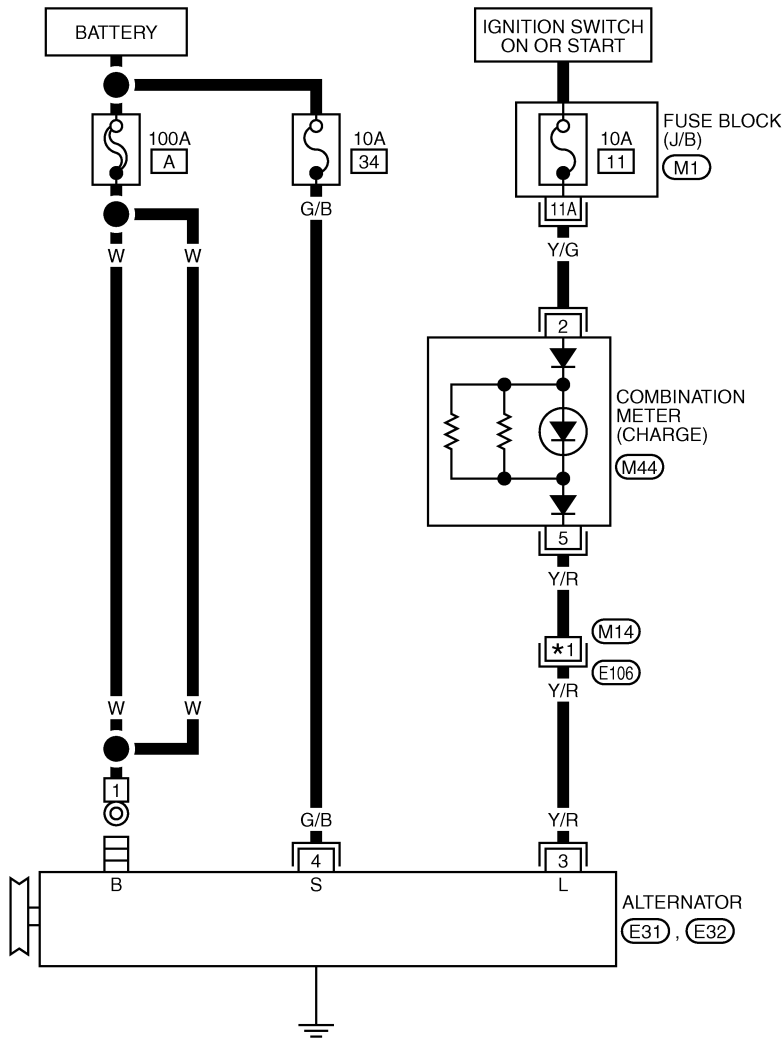 BATTERY
IGNITION SWITCH
ON OR START
100A
A
10A
34
10A
11
FUSE BLOCK
(J/B)
M1
G/B
11A
W
W
Y/G
2
COMBINATION
METER
(CHARGE)
M44
5
Y/R
M14
*1
E106
Y/R
W
W
1
G/B
Y/R
4
3
B
S
L
ALTERNATOR
E31 , E32